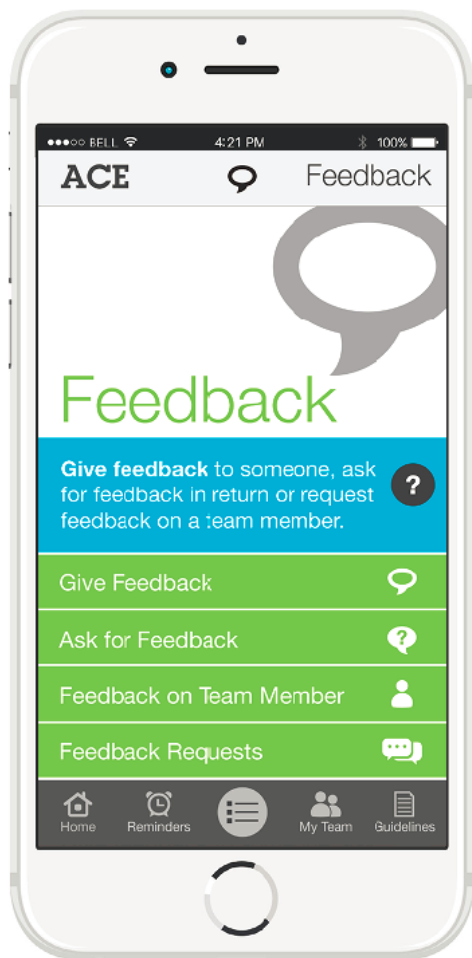 BELL 4:21 PM 100%
ACE Feedback
Feedback
Give feedback to someone, ask
for feedback in return or request
feedback on a team member.
?
Give Feedback
Ask for Feedback
?
Feedback on Team Member
Feedback Requests
Home Reminders My Team Guidelines